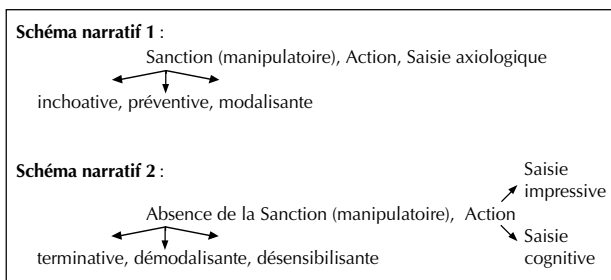 Schéma narratif 1 :
Sanction (manipulatoire), Action, Saisie axiologique
inchoative, préventive, modalisante
Schéma narratif 2 :
Saisie
impressive
Absence de la Sanction (manipulatoire), Action
Saisie
cognitive
terminative, démodalisante, désensibilisante